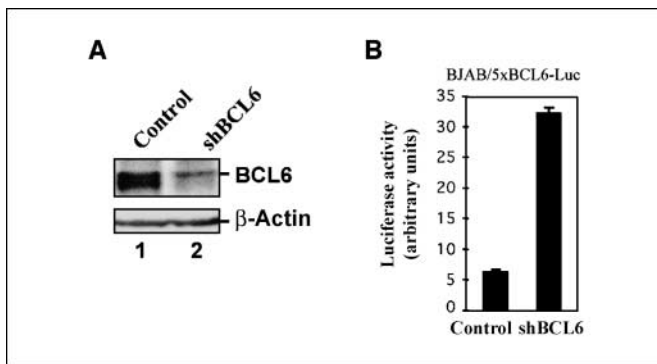 A
Control
shBCL6
BCL6
β-Actin
1 2
B
BJAB/5xBCL6-Luc
Luciferase activity
(arbitrary units)
35
30
25
20
15
10
5
0
Control shBCL6